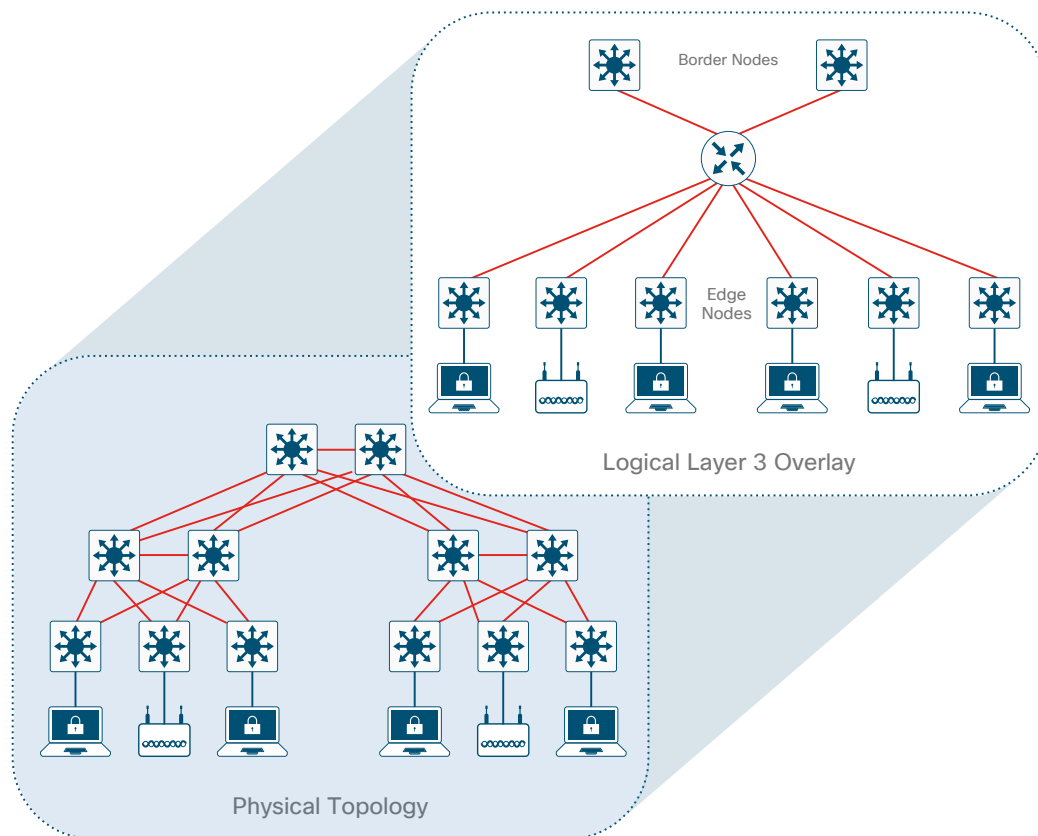 Border Nodes
Edge
Nodes
Logical Layer 3 Overlay
Physical Topology